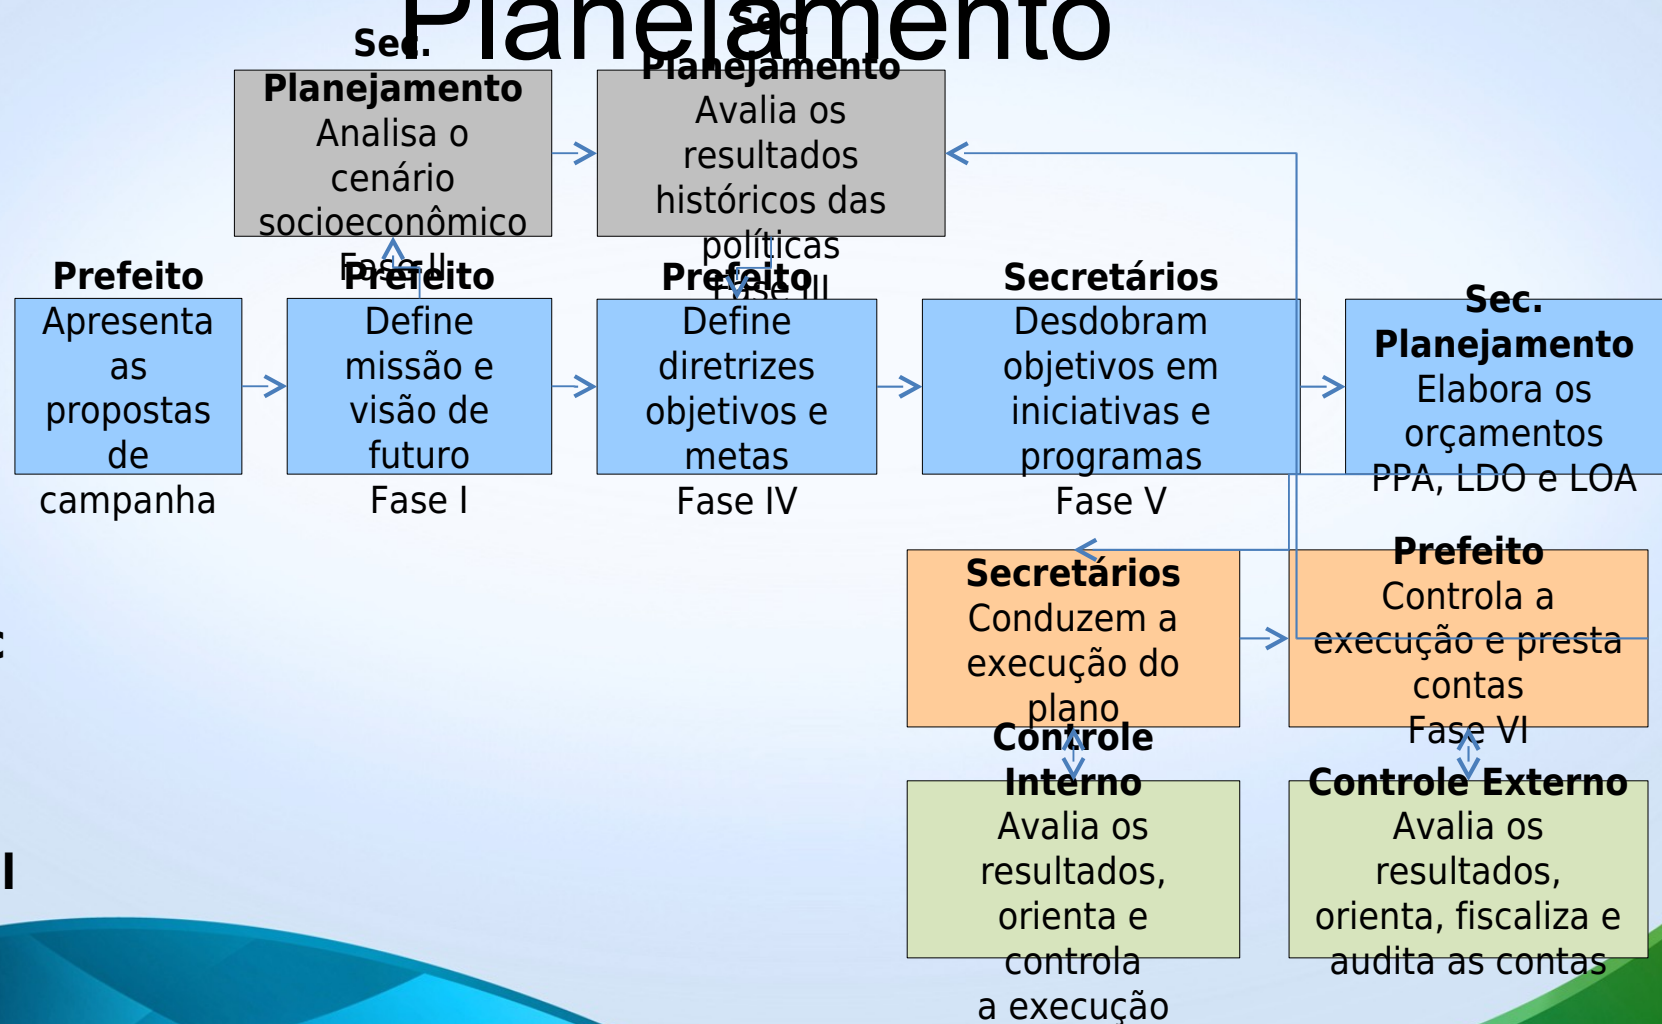 Planejamento
Sec.
Planejamento
Analisa o
cenário
socioeconômico
Fase II
Sec.
Planejamento
Avalia os
resultados
históricos das
políticas
Fase III
Prefeito
Apresenta
as
propostas
de
campanha
Prefeito
Define
missão e
visão de
futuro
Fase I
Prefeito
Define
diretrizes
objetivos e
metas
Fase IV
Secretários
Desdobram
objetivos em
iniciativas e
programas
Fase V
Sec.
Planejamento
Elabora os
orçamentos
PPA, LDO e LOA
Secretários
Conduzem a
execução do
plano
Prefeito
Controla a
execução e presta
contas
Fase VI
Controle
Interno
Avalia os
resultados,
orienta e
controla
a execução
Controle Externo
Avalia os
resultados,
orienta, fiscaliza e
audita as contas